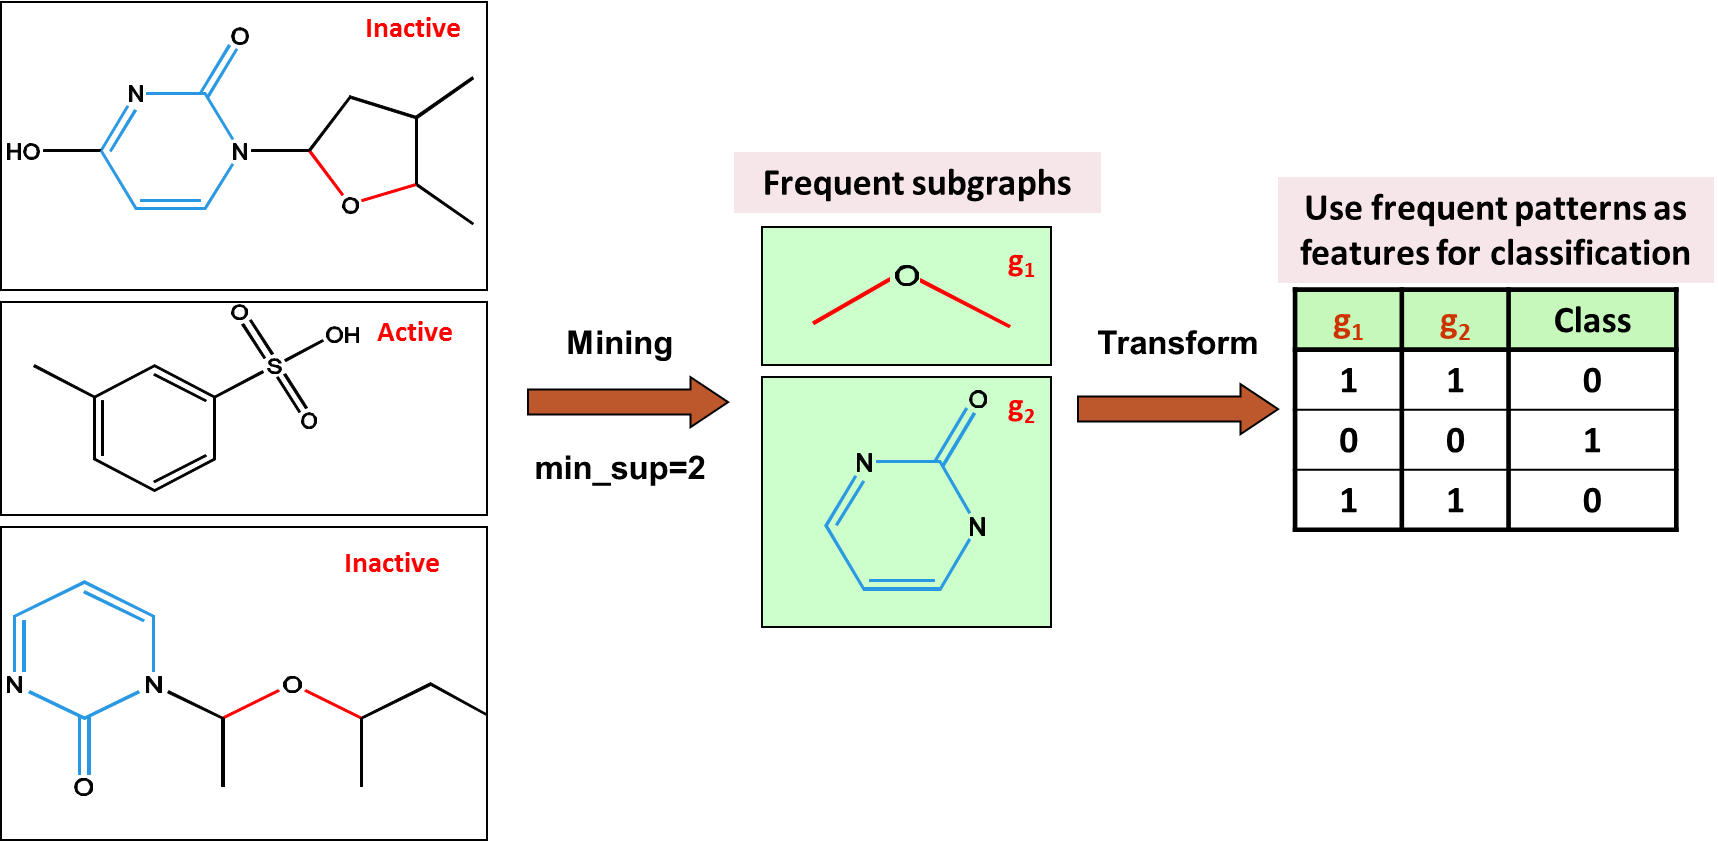 Inactive
O
N
HO
N
O
Active
O
OH
S
O
Inactive
N
N
O
O
Mining
min_sup=2
Frequent subgraphs
g1
O
g2
O
N
N
Transform
Use frequent patterns as
features for classification
g1 g2 Class
1 1 0
0 0 1
1 1 0